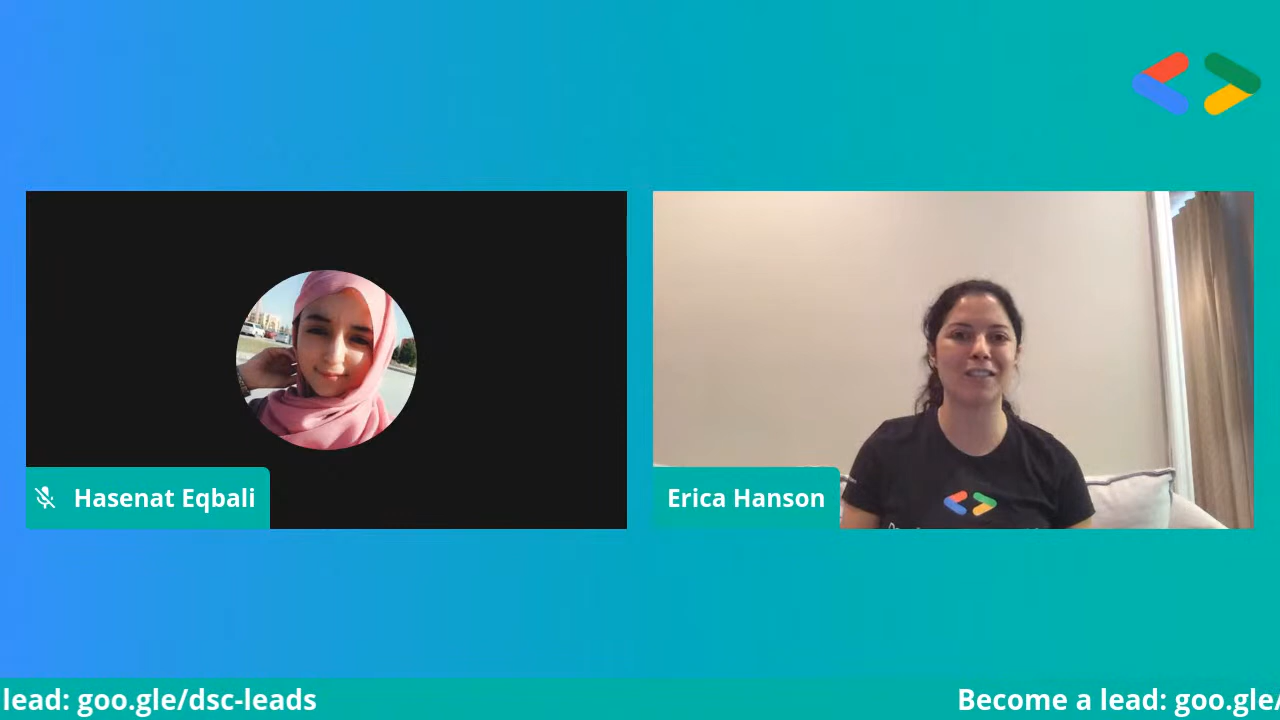 Hasenat Eqbali
Erica Hanson
lead: goo.gle/dsc-leads
Become a lead: goo.gle/